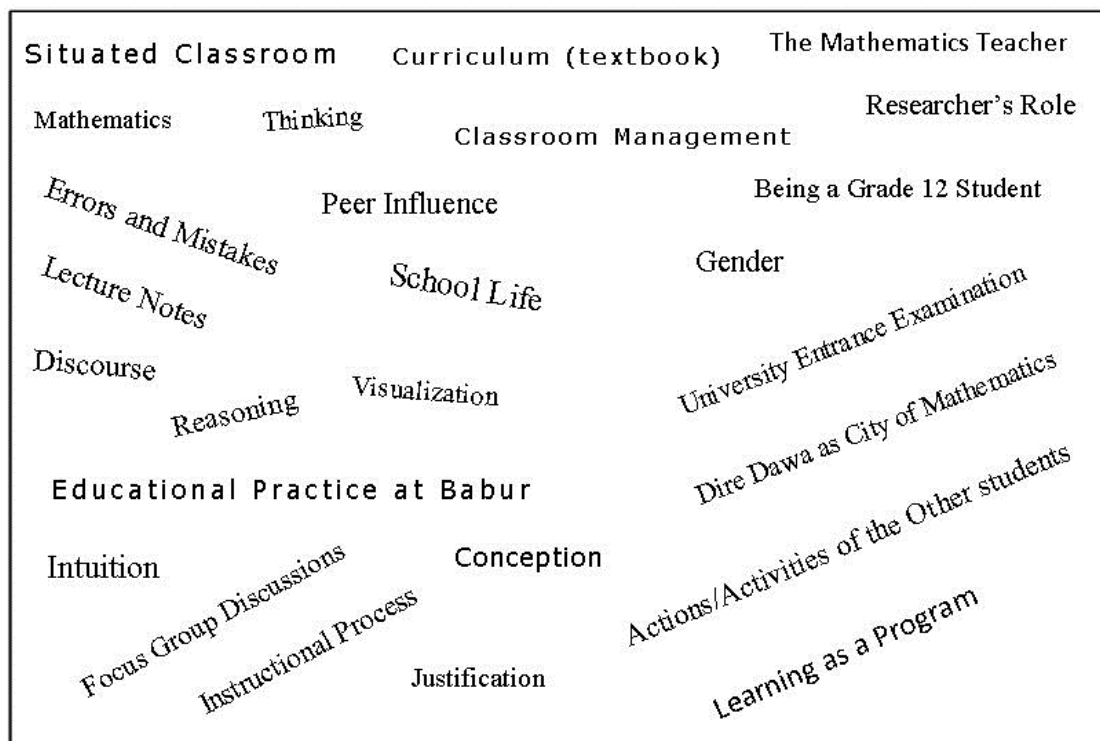 Situated Classroom
Curriculum (textbook)
The Mathematics Teacher
Mathematics
Thinking
Classroom Management
Researcher's Role
Errors and Mistakes
Peer Influence
Being a Grade 12 Student
Lecture Notes
School Life
Gender
Discourse
Reasoning
Visualization
University Entrance Examination
Dire Dawa as City of Mathematics
Educational Practice at Babur
Intuition
Conception
Actions/Activities of the Other students
Focus Group Discussions
Instructional Process
Justification
Learning as a Program